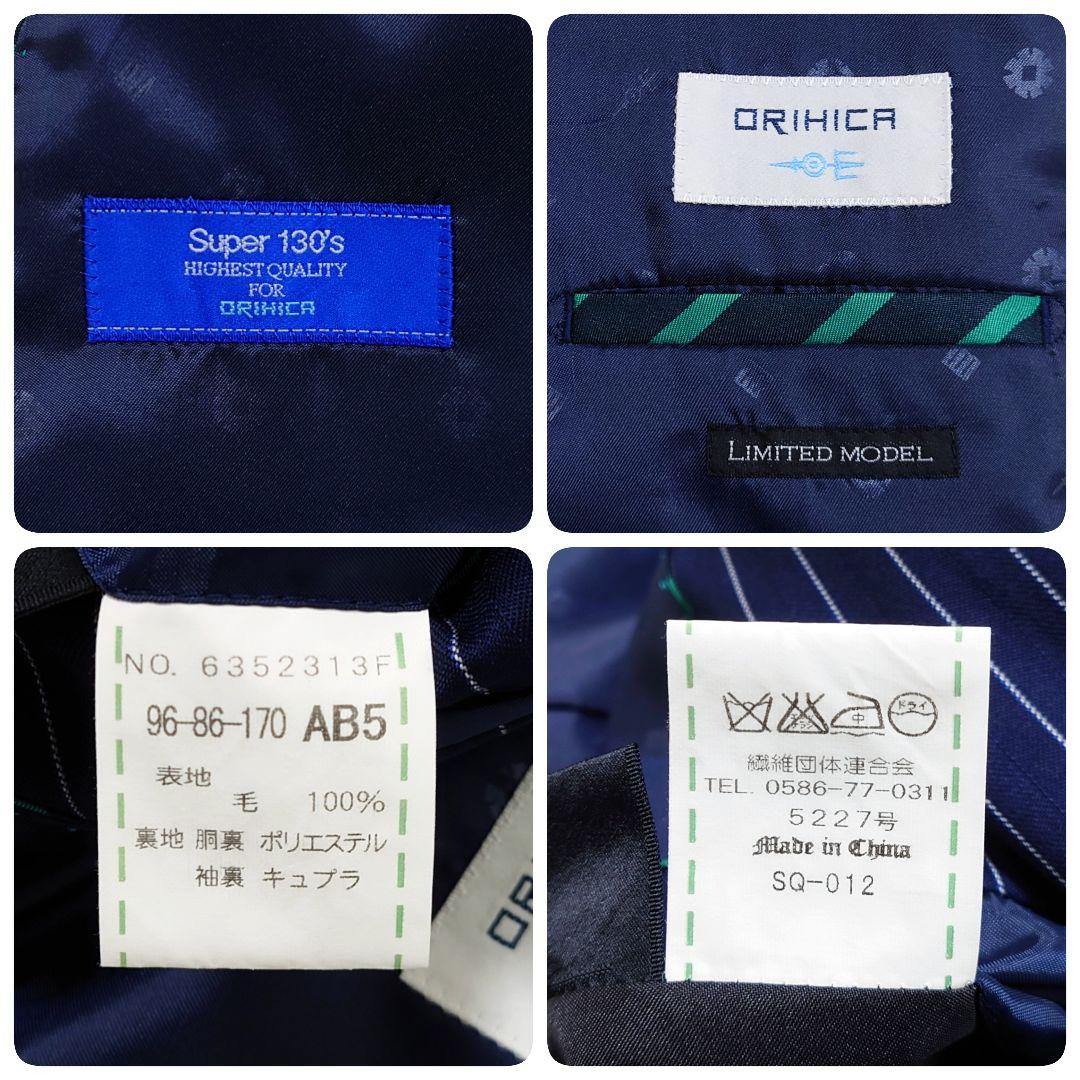 Super 130's
HIGHEST QUALITY
FOR
ORIHICA
ORIHICA
LIMITED MODEL
NO. 6352313F
96-86-170 AB5
表地
毛 100%
裏地 胴裏 ポリエステル
袖裏 キュプラ
中 ドライ
繊維団体連合会
TEL. 0586-77-0311
5227号
Made in China
SQ-012